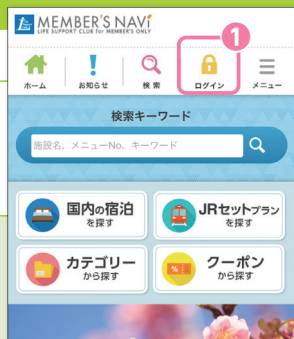 MEMBER'S NAVI
LIFE SUPPORT CLUB for MEMBER'S ONLY
1
ホーム
お知らせ
検 索
ログイン
メニュー
検索キーワード
施設名、メニューNo、キーワード
国内の宿泊
を探す
JRセットプラン
を探す
カテゴリー
から探す
クーポン
から探す